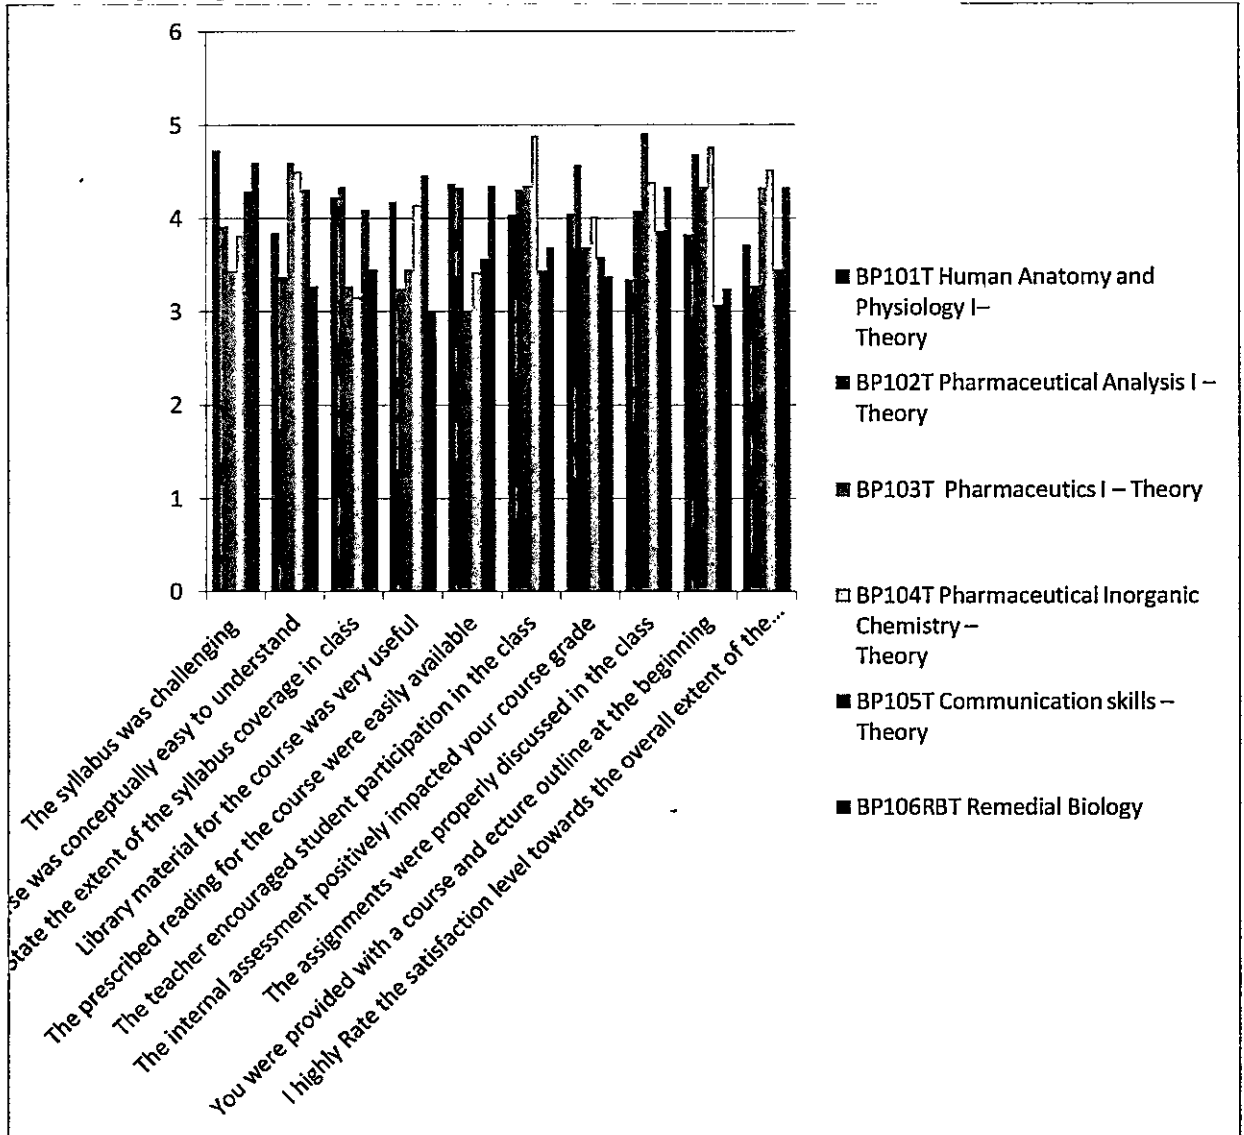 6
5
4
3
2
1
0
The syllabus was challenging
se was conceptually easy to understand
State the extent of the syllabus coverage in class
Library material for the course was very useful
The prescribed reading for the course were easily available
The teacher encouraged student participation in the class
The internal assessment positively impacted your course grade
The assignments were properly discussed in the class
You were provided with a course and ecture outline at the beginning
I highly Rate the satisfaction level towards the overall extent of the...
BP101T Human Anatomy and
Physiology I–
Theory
BP102T Pharmaceutical Analysis I –
Theory
BP103T Pharmaceutics I – Theory
BP104T Pharmaceutical Inorganic
Chemistry –
Theory
BP105T Communication skills –
Theory
BP106RBT Remedial Biology